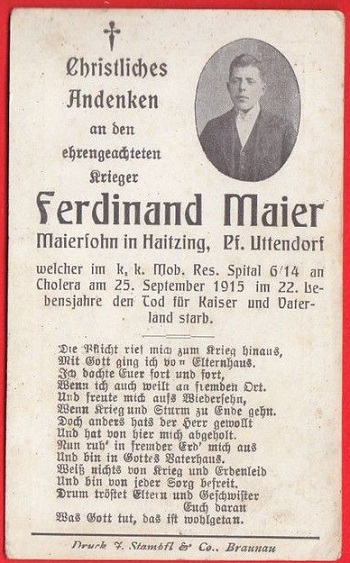 Christliches
Andenken
an den
ehrengeachteten
Krieger
Ferdinand Maier
Maiersohn in Haitzing, Pf. Uttendorf
welcher im k. k. Mob. Res. Spital 6/14 an
Cholera am 25. September 1915 im 22. Le-
bensjahre den Tod für Kaiser und Vater-
land starb.
Die Pflicht rief mich zum Krieg hinaus,
Mit Gott ging ich von Elternhaus.
Ich dachte Euer fort und fort,
Wenn ich auch weilt an fremden Ort.
Und freute mich aufs Wiedersehn,
Wenn Krieg und Sturm zu Ende gehn.
Doch anders hats der Herr gewollt
Und hat von hier mich abgeholt.
Nun ruh' in fremder Erd' mich aus
Und bin in Gottes Vaterhaus.
Weiß nichts von Krieg und Erdenleid
Und bin von jeder Sorg befreit.
Drum tröstet Eltern und Geschwister
Euch daran
Was Gott tut, das ist wohlgetan.
Druck F. Stampfl & Co., Braunau